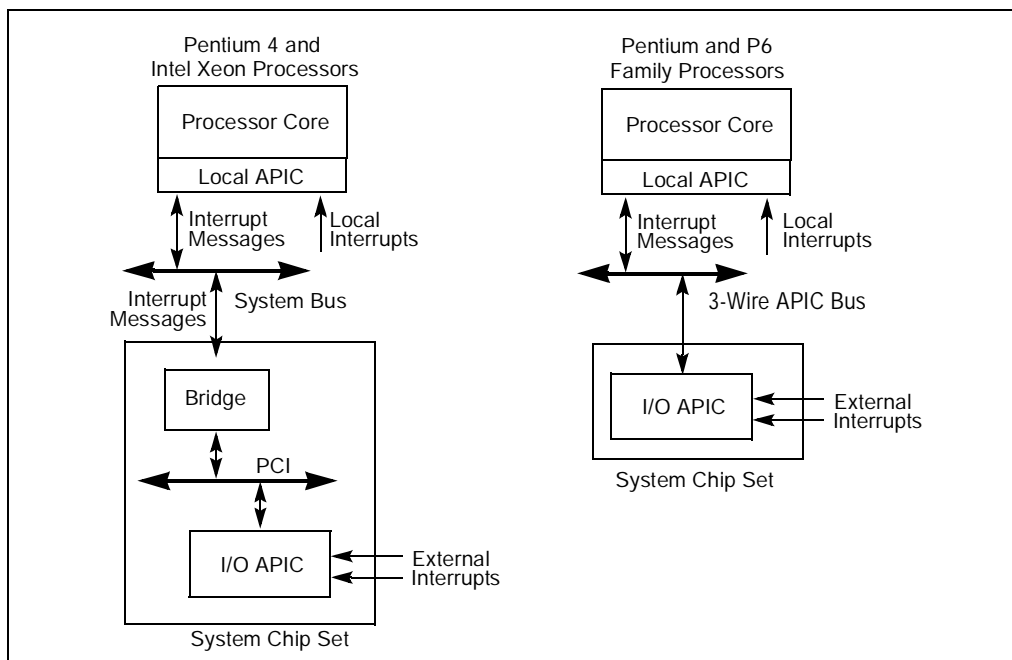 Pentium 4 and
Intel Xeon Processors
Processor Core
Local APIC
Interrupt
Messages
Local
Interrupts
Interrupt
Messages
System Bus
Bridge
PCI
I/O APIC
External
Interrupts
System Chip Set
Pentium and P6
Family Processors
Processor Core
Local APIC
Interrupt
Messages
Local
Interrupts
3-Wire APIC Bus
I/O APIC
External
Interrupts
System Chip Set